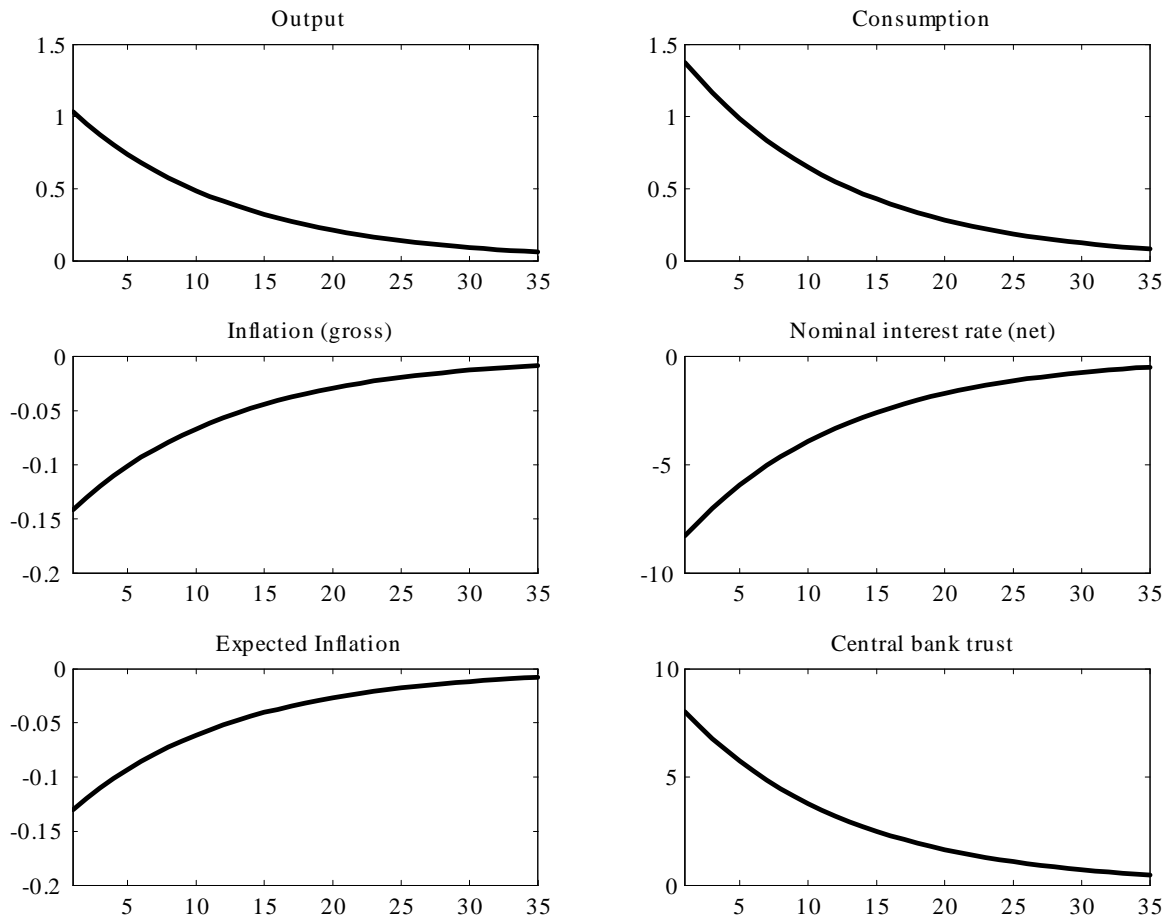 Output
1.5
1
0.5
0
5 10 15 20 25 30 35
Consumption
1.5
1
0.5
0
5 10 15 20 25 30 35
Inflation (gross)
0
-0.05
-0.1
-0.15
-0.2
5 10 15 20 25 30 35
Nominal interest rate (net)
0
-5
-10
5 10 15 20 25 30 35
Expected Inflation
0
-0.05
-0.1
-0.15
-0.2
5 10 15 20 25 30 35
Central bank trust
10
5
0
5 10 15 20 25 30 35